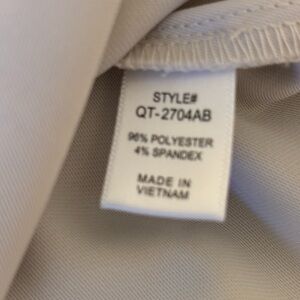 STYLE#
QT-2704AB
96% POLYESTER
4% SPANDEX
MADE IN
VIETNAM